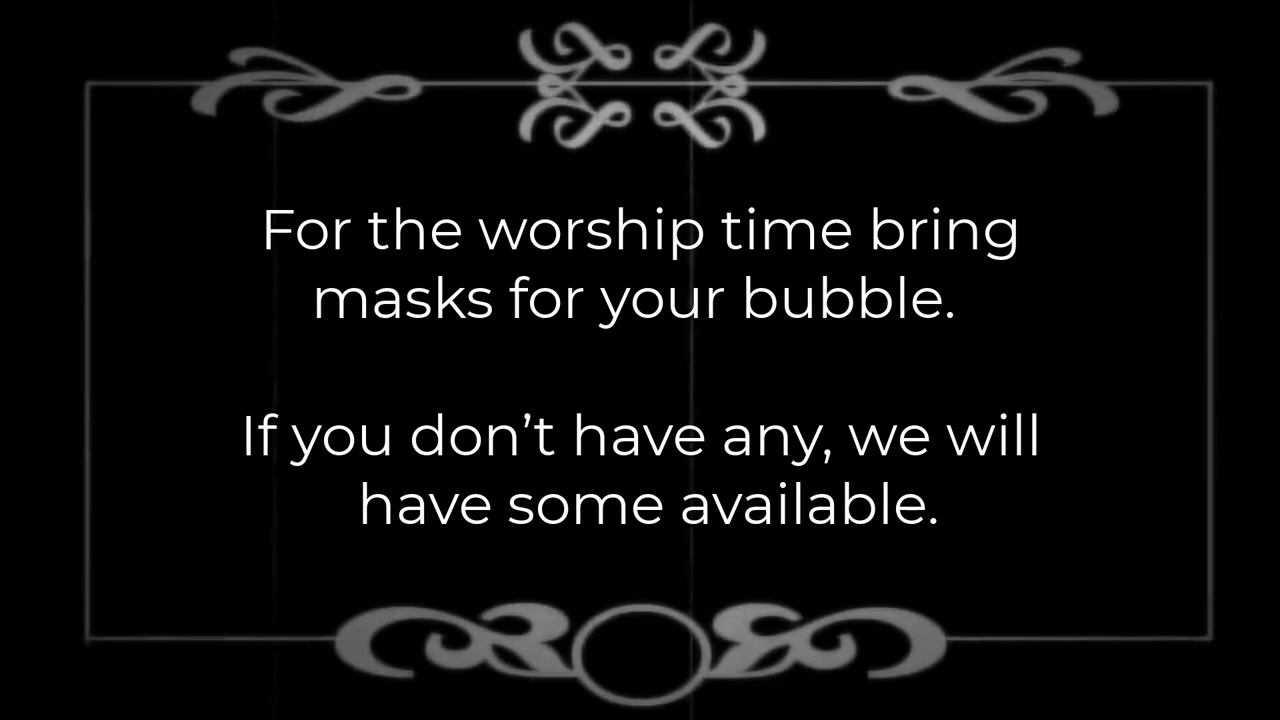 For the worship time bring
masks for your bubble.
If you don’t have any, we will
have some available.